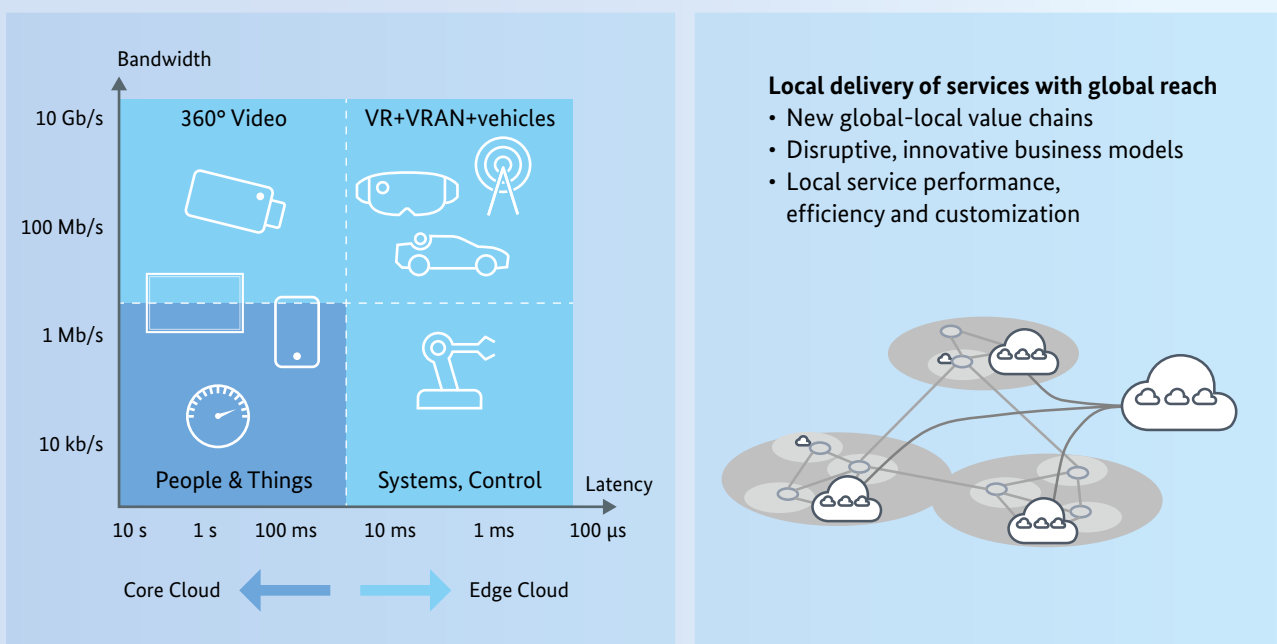 Bandwidth
10 Gb/s
360° Video
VR+VRAN+vehicles
100 Mb/s
1 Mb/s
10 kb/s
People & Things
Systems, Control
Latency
10 s
1 s
100 ms
10 ms
1 ms
100 µs
Core Cloud
Edge Cloud
Local delivery of services with global reach
• New global-local value chains
• Disruptive, innovative business models
• Local service performance,
efficiency and customization